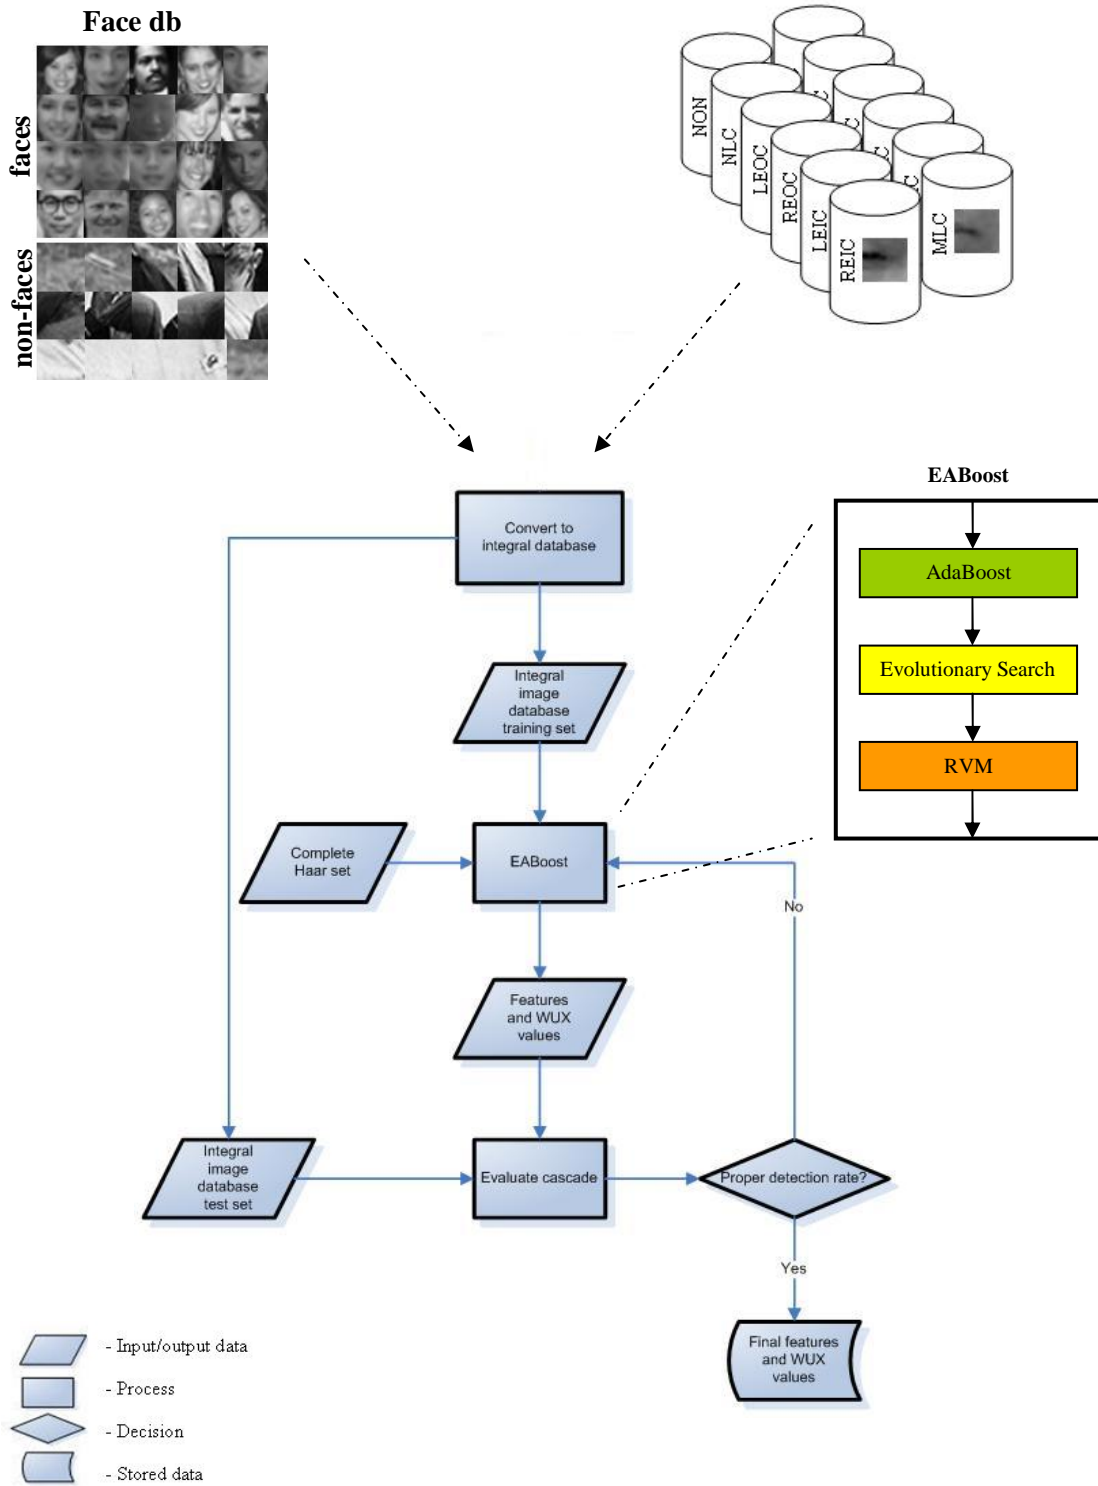 Face db
faces
non-faces
NON
NLC
LEOC
REOC
LEIC
REIC
MLC
C
C
C
C
C
Convert to
integral database
Integral
image
database
training set
EABoost
AdaBoost
Evolutionary Search
RVM
Complete
Haar set
EABoost
No
Features
and WUX
values
Integral
image
database
test set
Evaluate cascade
Proper detection rate?
Yes
Final features
and WUX
values
- Input/output data
- Process
- Decision
- Stored data